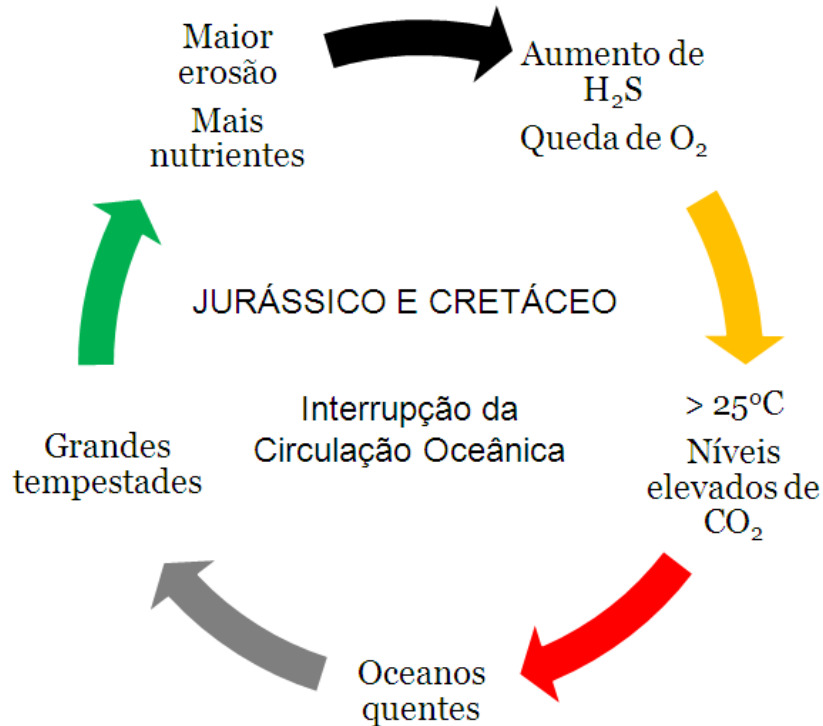 Maior
erosão
Mais
nutrientes
Aumento de
H₂S
Queda de O₂
JURÁSSICO E CRETÁCEO
Interrupção da
Circulação Oceânica
> 25°C
Níveis
elevados de
CO₂
Grandes
tempestades
Oceanos
quentes